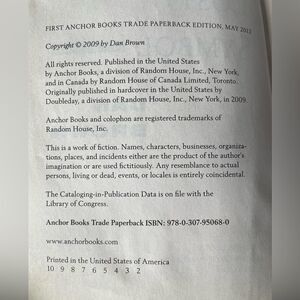 FIRST ANCHOR BOOKS TRADE PAPERBACK EDITION, MAY 2013
Copyright © 2009 by Dan Brown
All rights reserved. Published in the United States
by Anchor Books, a division of Random House, Inc., New York,
and in Canada by Random House of Canada Limited, Toronto.
Originally published in hardcover in the United States by
Doubleday, a division of Random House, Inc., New York, in 2009.
Anchor Books and colophon are registered trademarks of
Random House, Inc.
This is a work of fiction. Names, characters, businesses, organiza-
tions, places, and incidents either are the product of the author's
imagination or are used fictitiously. Any resemblance to actual
persons, living or dead, events, or locales is entirely coincidental.
The Cataloging-in-Publication Data is on file with the
Library of Congress.
Anchor Books Trade Paperback ISBN: 978-0-307-95068-0
www.anchorbooks.com
Printed in the United States of America
10 9 8 7 6 5 4 3 2